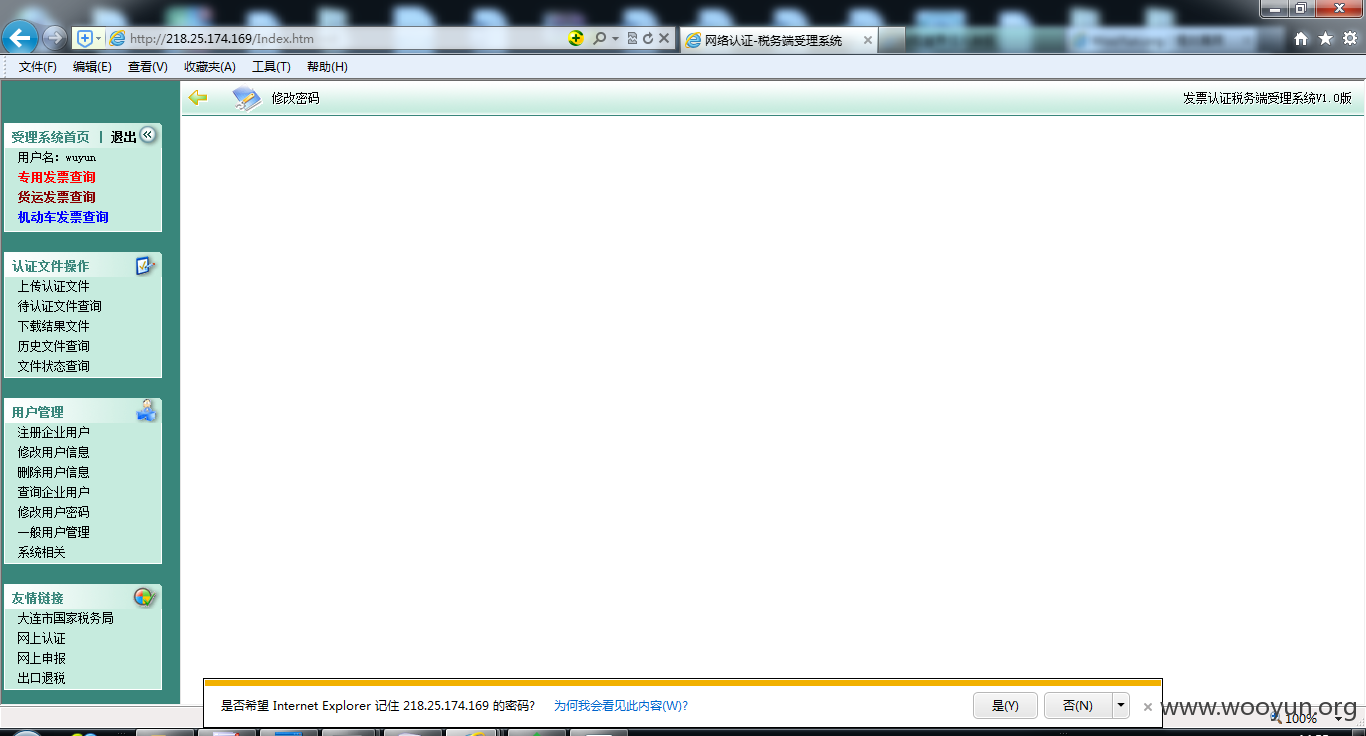 http://218.25.174.169/Index.htm
网络认证-税务端受理系统
文件(F) 编辑(E) 查看(V) 收藏夹(A) 工具(T) 帮助(H)
修改密码
发票认证税务端受理系统V1.0版
受理系统首页 | 退出
用户名: wuyun
专用发票查询
货运发票查询
机动车发票查询
认证文件操作
上传认证文件
待认证文件查询
下载结果文件
历史文件查询
文件状态查询
用户管理
注册企业用户
修改用户信息
删除用户信息
查询企业用户
修改用户密码
一般用户管理
系统相关
友情链接
大连市国家税务局
网上认证
网上申报
出口退税
是否希望 Internet Explorer 记住 218.25.174.169 的密码? 为何我会看见此内容(W)? 是(Y) 否(N)
www.wooyun.org
100%